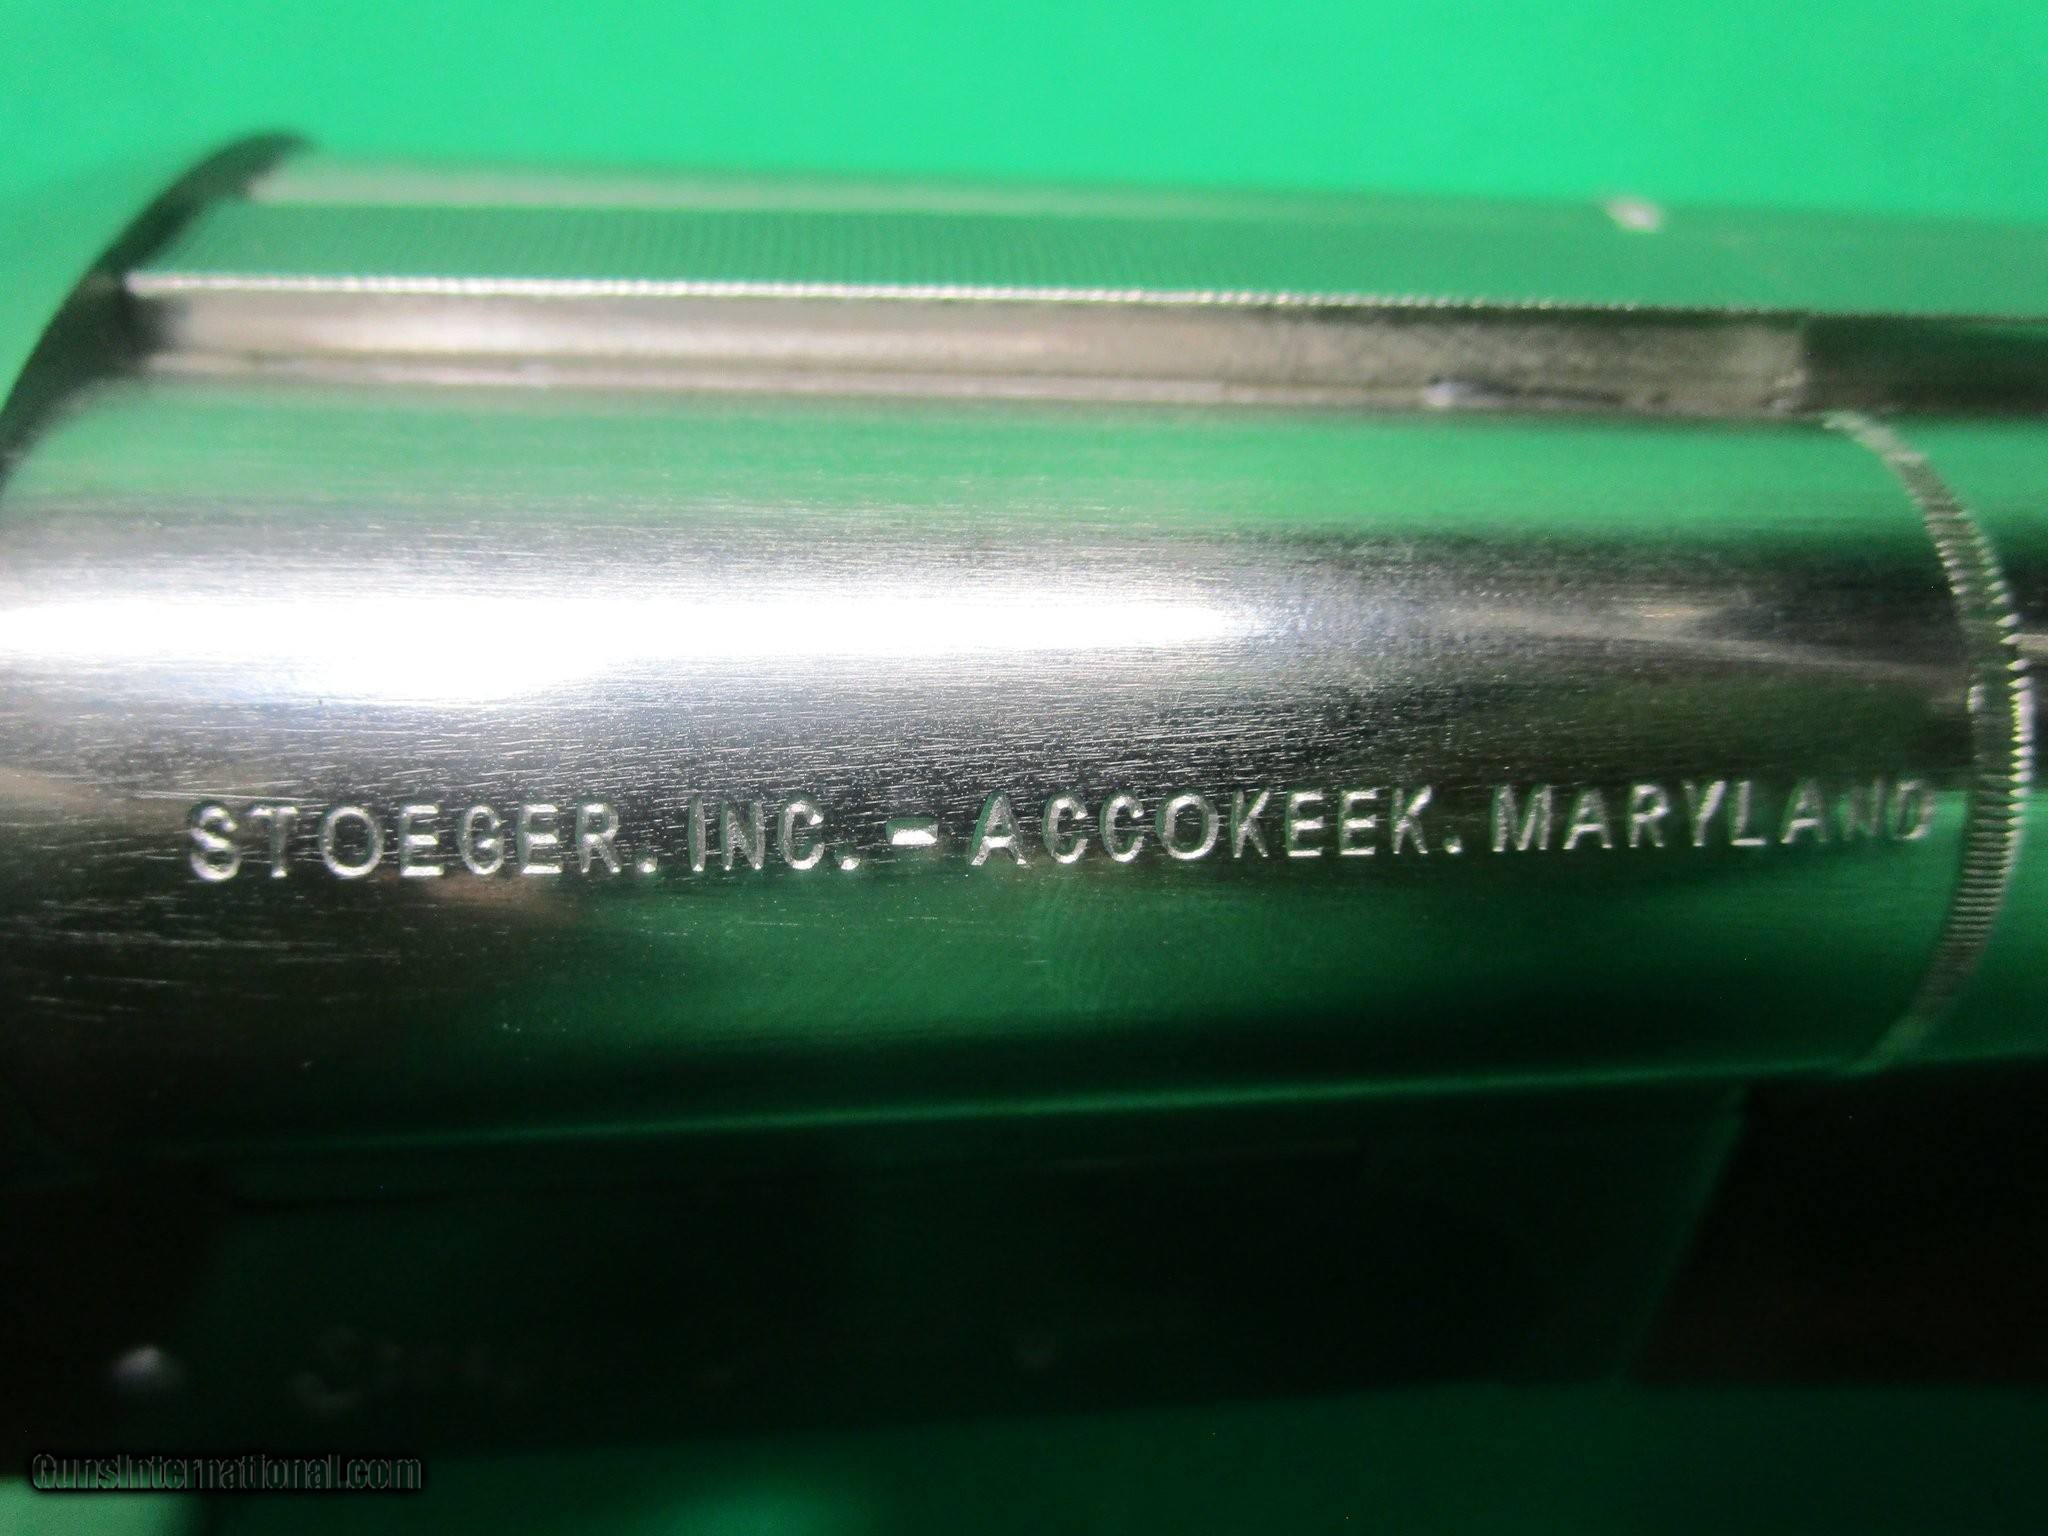 STOEGER. INC. - ACCOKEEK. MARYLAND
GunsInternational.com